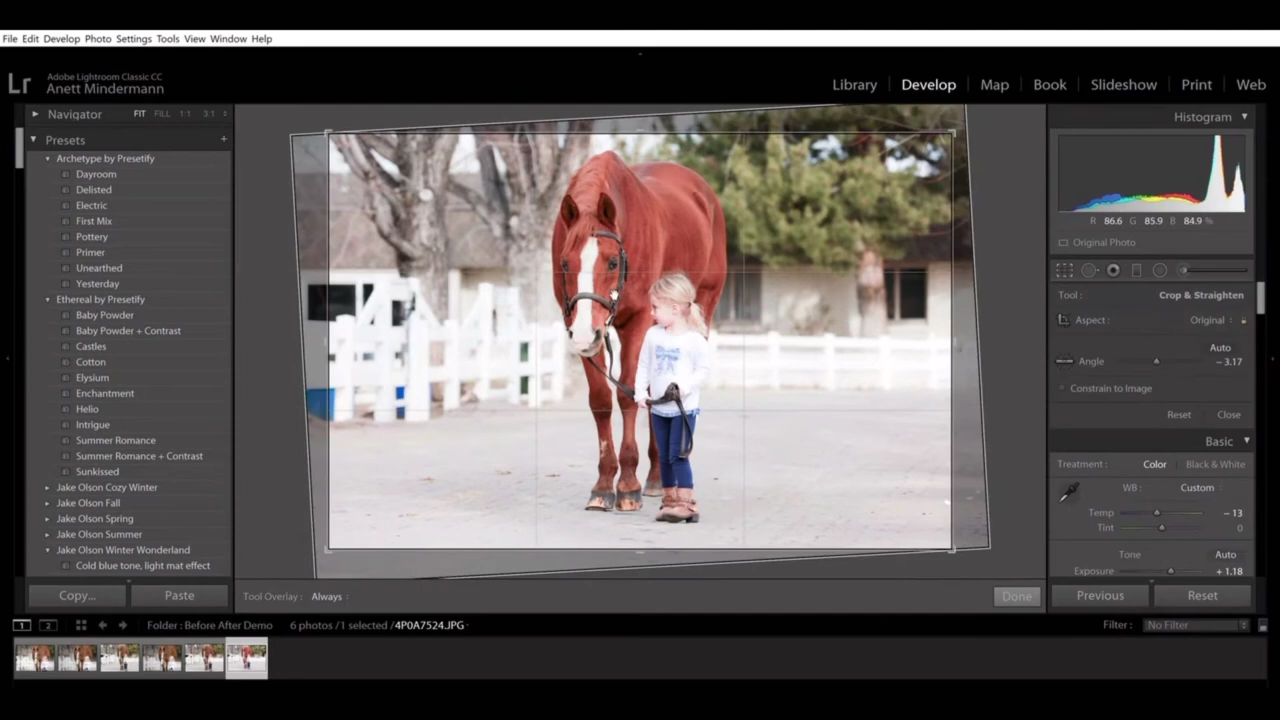 File Edit Develop Photo Settings Tools View Window Help
Lr
Adobe Lightroom Classic CC
Anett Mindermann
Library Develop Map Book Slideshow Print Web
Navigator FIT FILL 1:1 3:1
Presets +
Archetype by Presetify
Dayroom
Delisted
Electric
First Mix
Pottery
Primer
Unearthed
Yesterday
Ethereal by Presetify
Baby Powder
Baby Powder + Contrast
Castles
Cotton
Elysium
Enchantment
Helio
Intrigue
Summer Romance
Summer Romance + Contrast
Sunkissed
Jake Olson Cozy Winter
Jake Olson Fall
Jake Olson Spring
Jake Olson Summer
Jake Olson Winter Wonderland
Cold blue tone, light mat effect
Copy... Paste
Tool Overlay : Always Done
Histogram
R 86.6 G 85.9 B 84.9 %
Original Photo
Tool : Crop & Straighten
Aspect : Original
Auto
Angle – 3.17
Constrain to Image
Reset Close
Basic
Treatment : Color Black & White
WB : Custom
Temp – 13
Tint 0
Tone Auto
Exposure + 1.18
Previous Reset
1 2 Folder : Before After Demo 6 photos /1 selected /4P0A7524.JPG Filter : No Filter